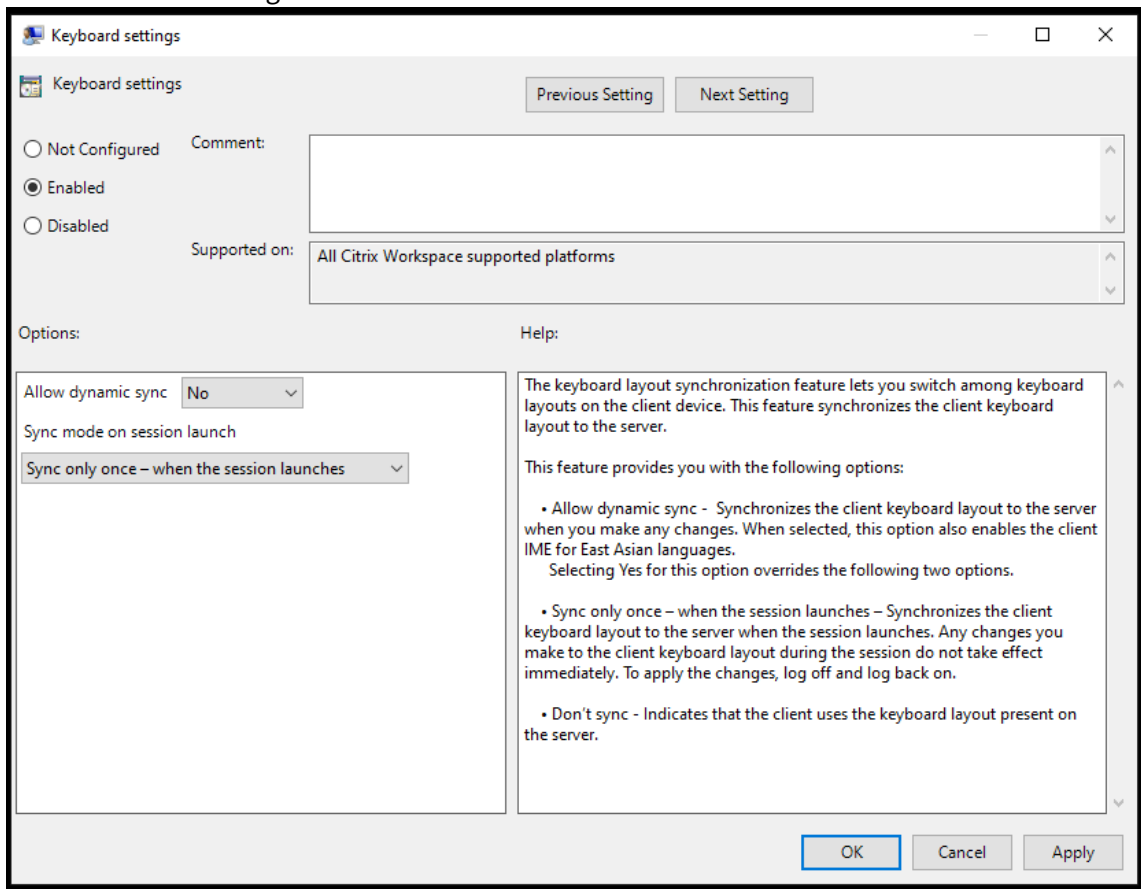 Keyboard settings
Keyboard settings
Previous Setting
Next Setting
Not Configured
Enabled
Disabled
Comment:
Supported on:
All Citrix Workspace supported platforms
Options:
Help:
Allow dynamic sync
No
Sync mode on session launch
Sync only once – when the session launches
The keyboard layout synchronization feature lets you switch among keyboard
layouts on the client device. This feature synchronizes the client keyboard
layout to the server.
This feature provides you with the following options:
• Allow dynamic sync -  Synchronizes the client keyboard layout to the server
when you make any changes. When selected, this option also enables the client
IME for East Asian languages.
Selecting Yes for this option overrides the following two options.
• Sync only once – when the session launches – Synchronizes the client
keyboard layout to the server when the session launches. Any changes you
make to the client keyboard layout during the session do not take effect
immediately. To apply the changes, log off and log back on.
• Don't sync - Indicates that the client uses the keyboard layout present on
the server.
OK
Cancel
Apply